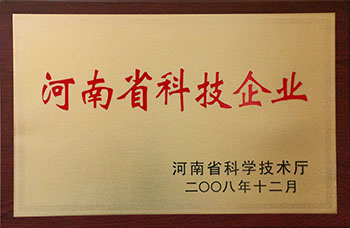 河南省科技企业
河南省科学技术厅
二〇〇八年十二月